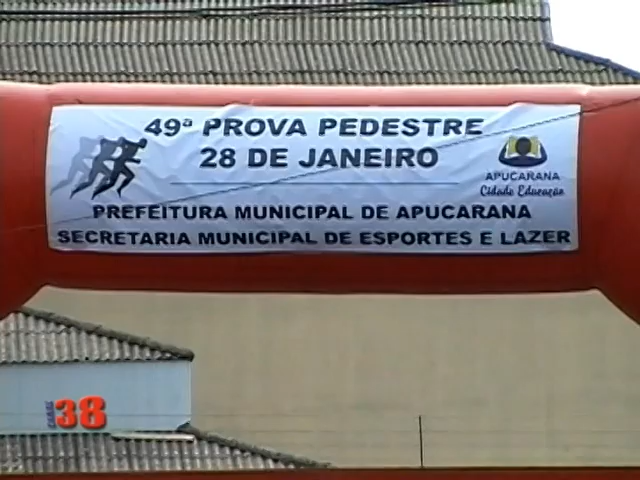 49ª PROVA PEDESTRE
28 DE JANEIRO
APUCARANA
Cidade Educação
PREFEITURA MUNICIPAL DE APUCARANA
SECRETARIA MUNICIPAL DE ESPORTES E LAZER
CANAL 38